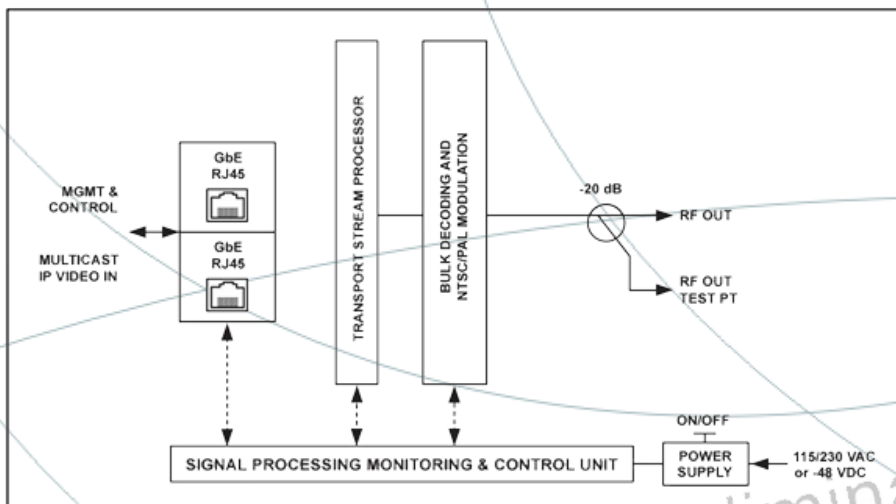 GbE
RJ45
MGMT &
CONTROL
GbE
RJ45
MULTICAST
IP VIDEO IN
TRANSPORT STREAM PROCESSOR
BULK DECODING AND
NTSC/PAL MODULATION
-20 dB
RF OUT
RF OUT
TEST PT
ON/OFF
SIGNAL PROCESSING MONITORING & CONTROL UNIT
POWER
SUPPLY
115/230 VAC
or -48 VDC